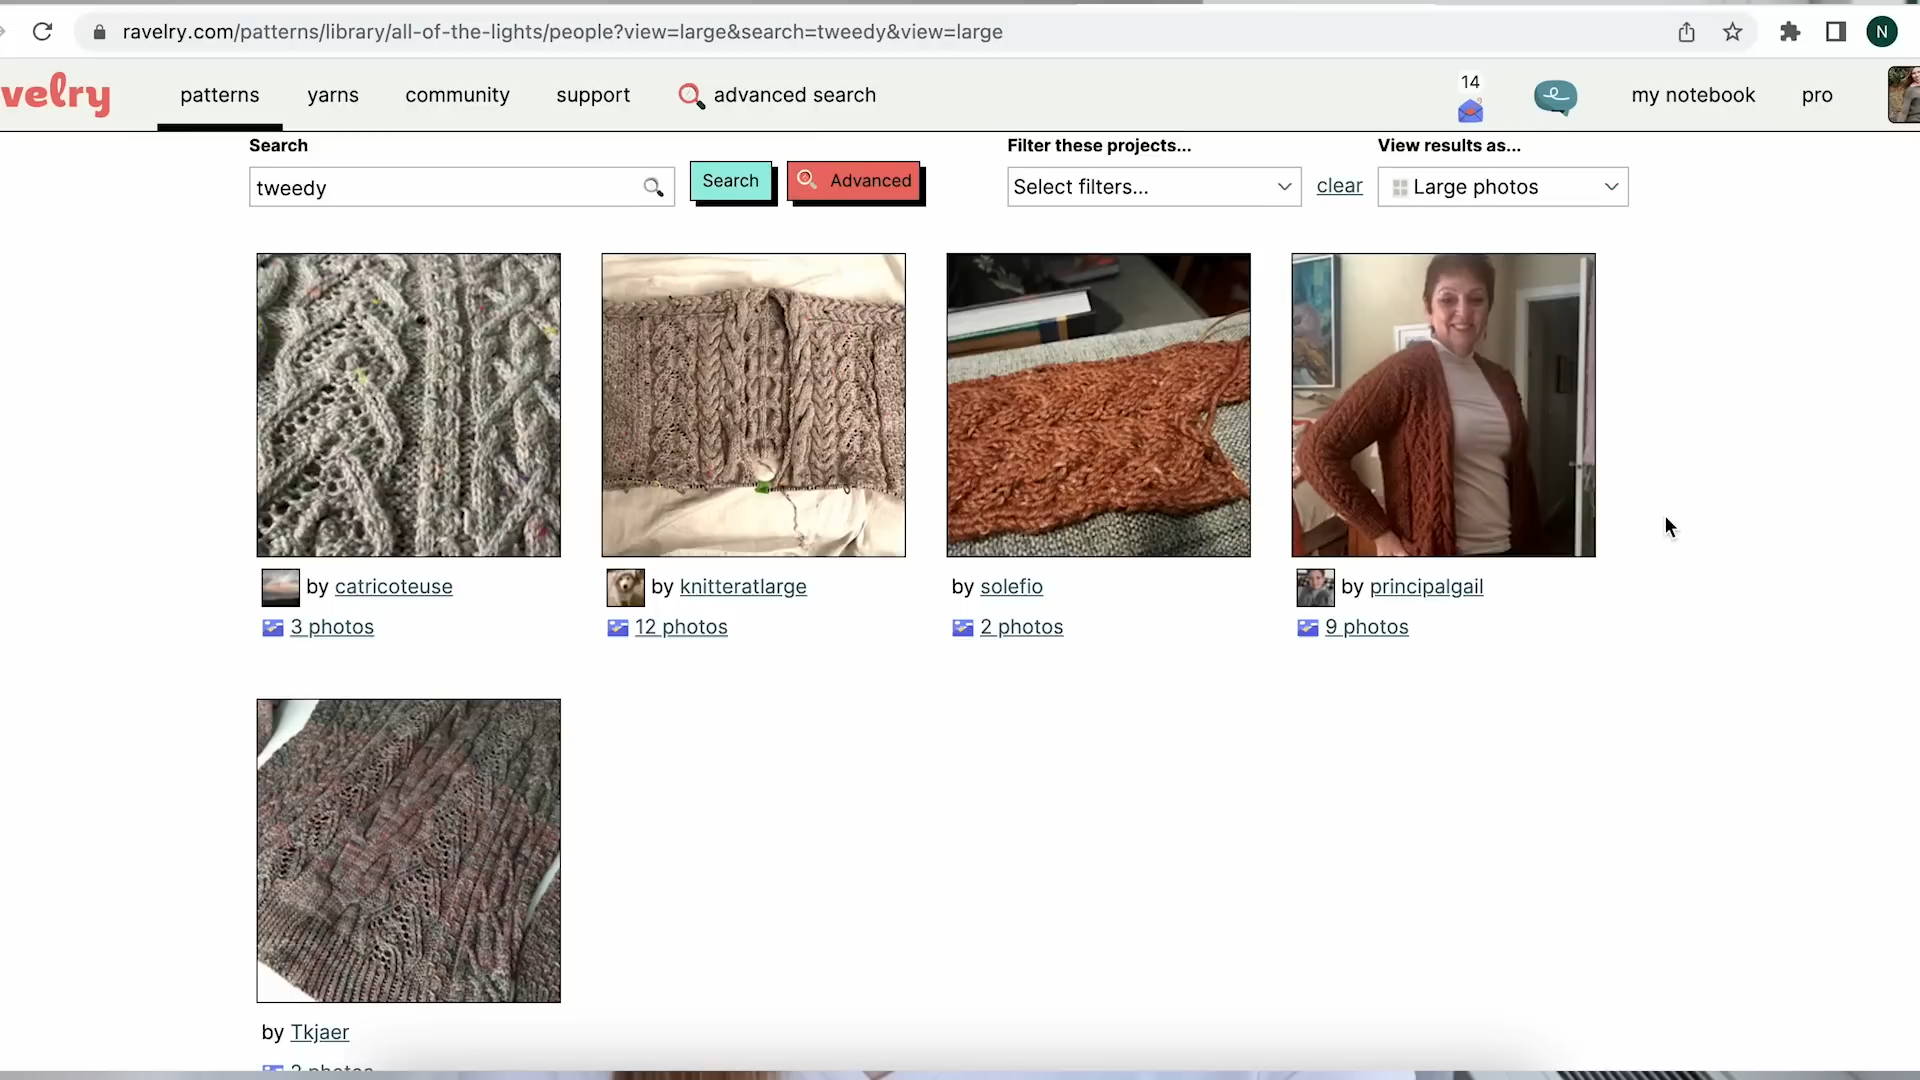 ravelry.com/patterns/library/all-of-the-lights/people?view=large&search=tweedy&view=large
N
velry
patterns
yarns
community
support
advanced search
14
my notebook
pro
Search
Filter these projects...
View results as...
tweedy
Search
Advanced
Select filters...
clear
Large photos
by catricoteuse
by knitteratlarge
by solefio
by principalgail
3 photos
12 photos
2 photos
9 photos
by Tkjaer